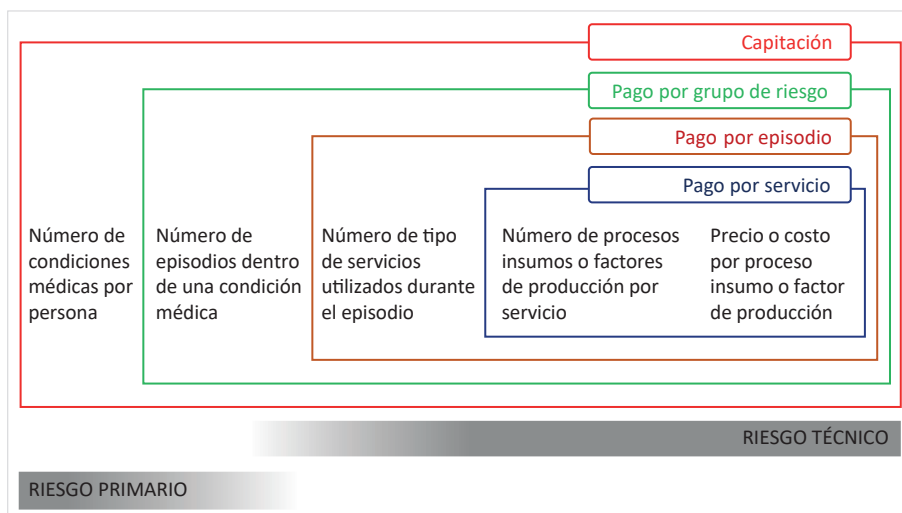 Capitación
Pago por grupo de riesgo
Pago por episodio
Pago por servicio
Número de
condiciones
médicas por
persona
Número de
episodios dentro
de una condición
médica
Número de tipo
de servicios
utilizados durante
el episodio
Número de procesos
insumos o factores
de producción por
servicio
Precio o costo
por proceso
insumo o factor
de producción
RIESGO TÉCNICO
RIESGO PRIMARIO